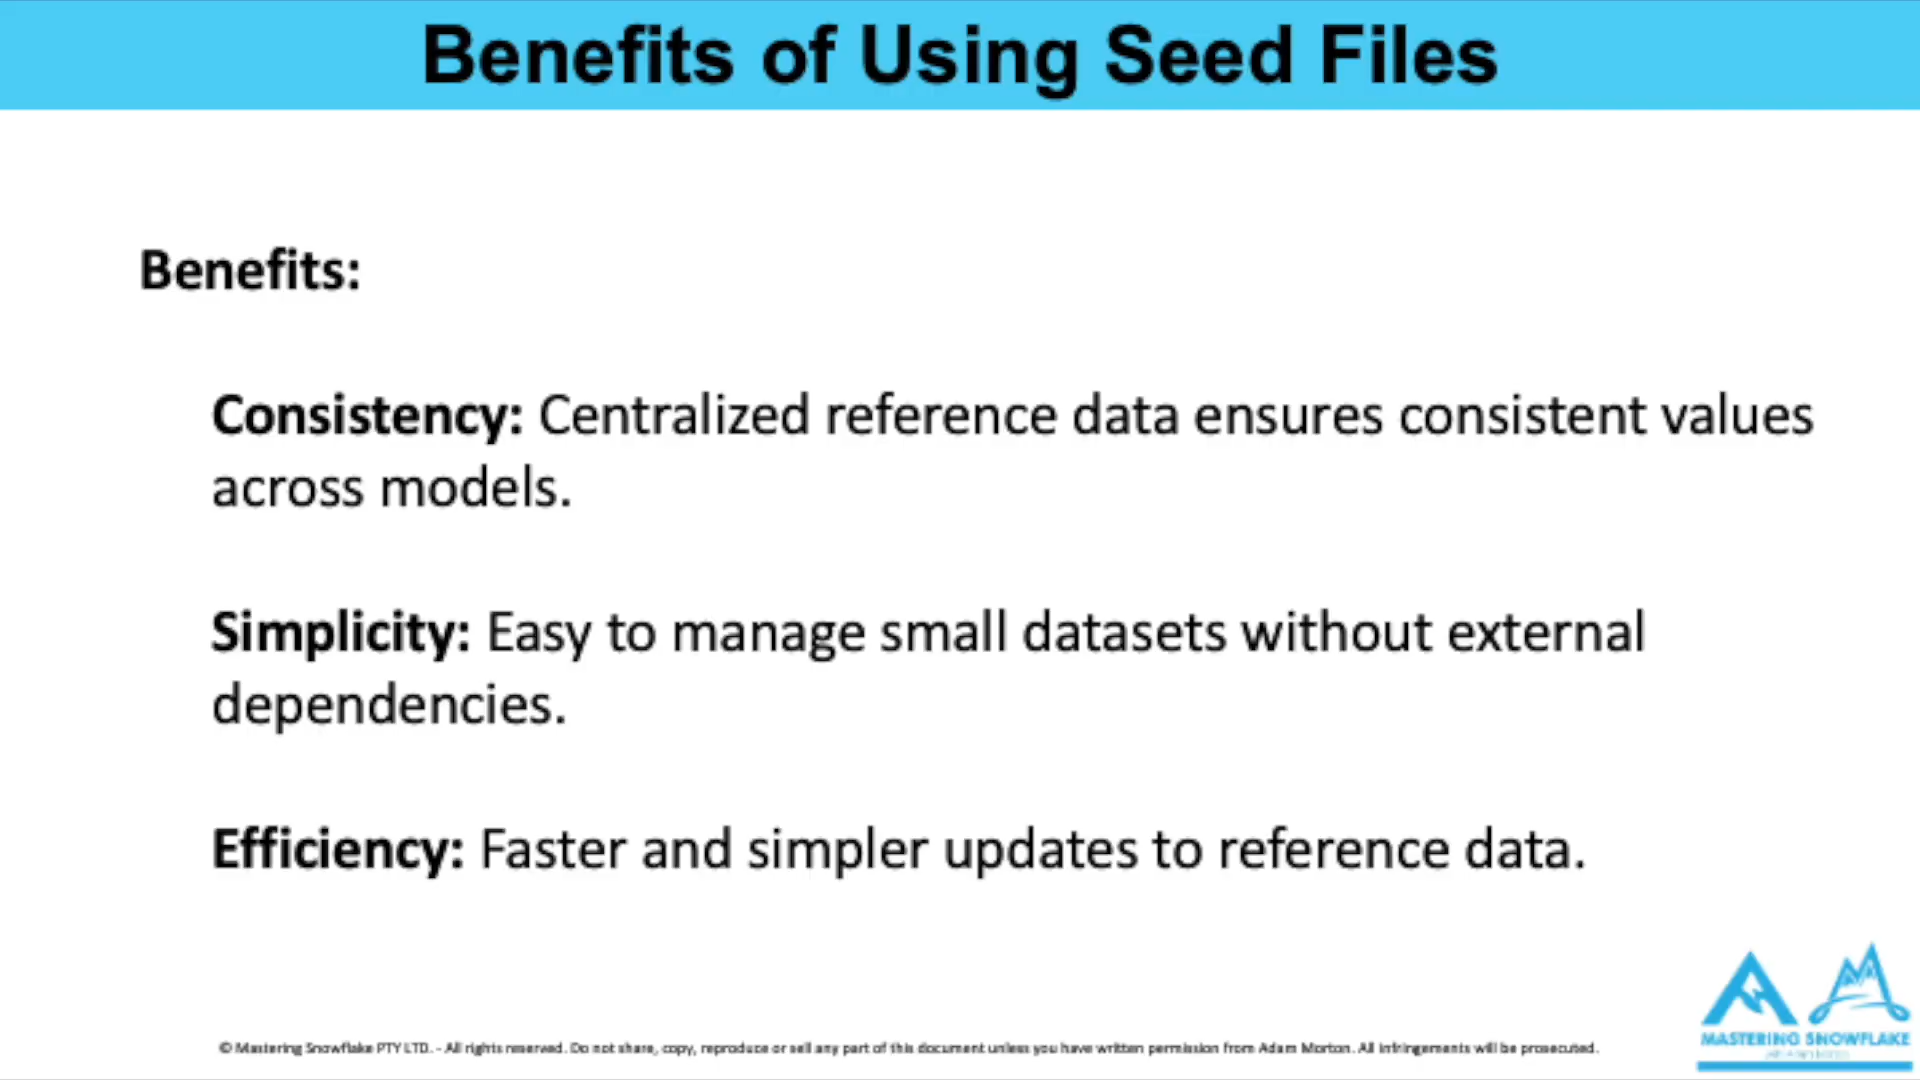 Benefits of Using Seed Files
Benefits:
Consistency: Centralized reference data ensures consistent values
across models.
Simplicity: Easy to manage small datasets without external
dependencies.
Efficiency: Faster and simpler updates to reference data.
© Mastering Snowflake PTY LTD. - All rights reserved. Do not share, copy, reproduce or sell any part of this document unless you have written permission from Adam Morton. All infringements will be prosecuted.
MASTERING SNOWFLAKE